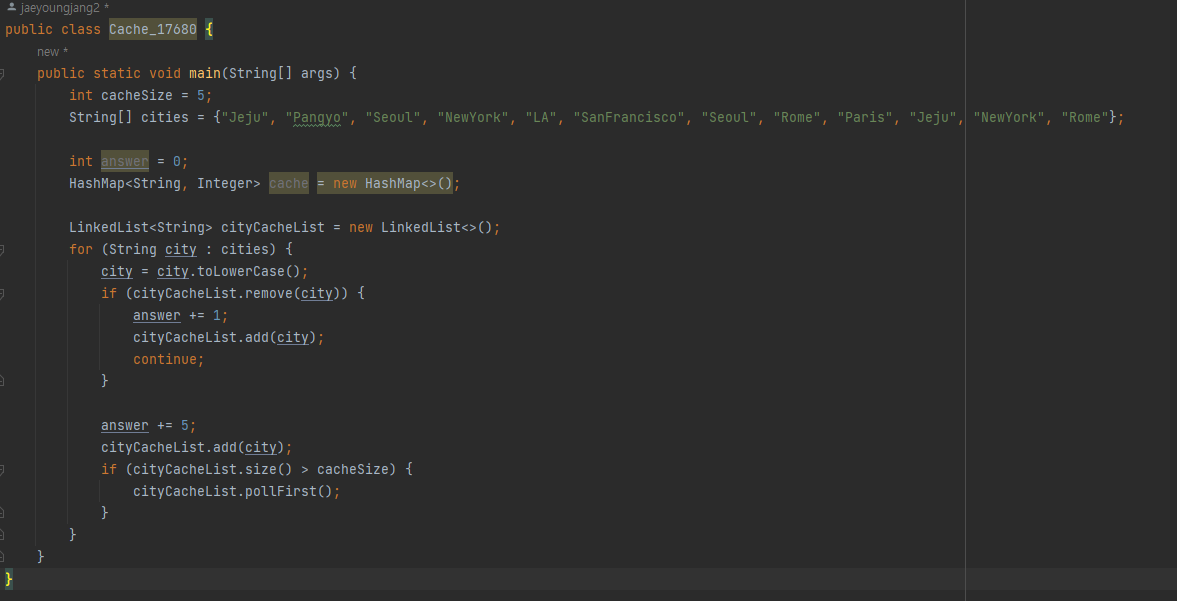 jaeyoungjang2 *
public class Cache_17680 {
new *
public static void main(String[] args) {
int cacheSize = 5;
String[] cities = {"Jeju", "Pangyo", "Seoul", "NewYork", "LA", "SanFrancisco", "Seoul", "Rome", "Paris", "Jeju", "NewYork", "Rome"};
int answer = 0;
HashMap<String, Integer> cache = new HashMap<>();
LinkedList<String> cityCacheList = new LinkedList<>();
for (String city : cities) {
city = city.toLowerCase();
if (cityCacheList.remove(city)) {
answer += 1;
cityCacheList.add(city);
continue;
}
answer += 5;
cityCacheList.add(city);
if (cityCacheList.size() > cacheSize) {
cityCacheList.pollFirst();
}
}
}
}